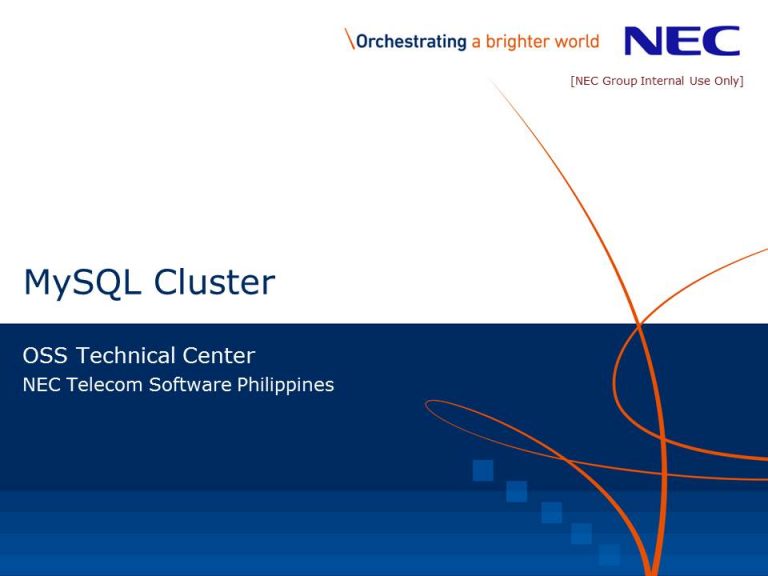 \Orchestrating a brighter world
NEC
[NEC Group Internal Use Only]
MySQL Cluster
OSS Technical Center
NEC Telecom Software Philippines